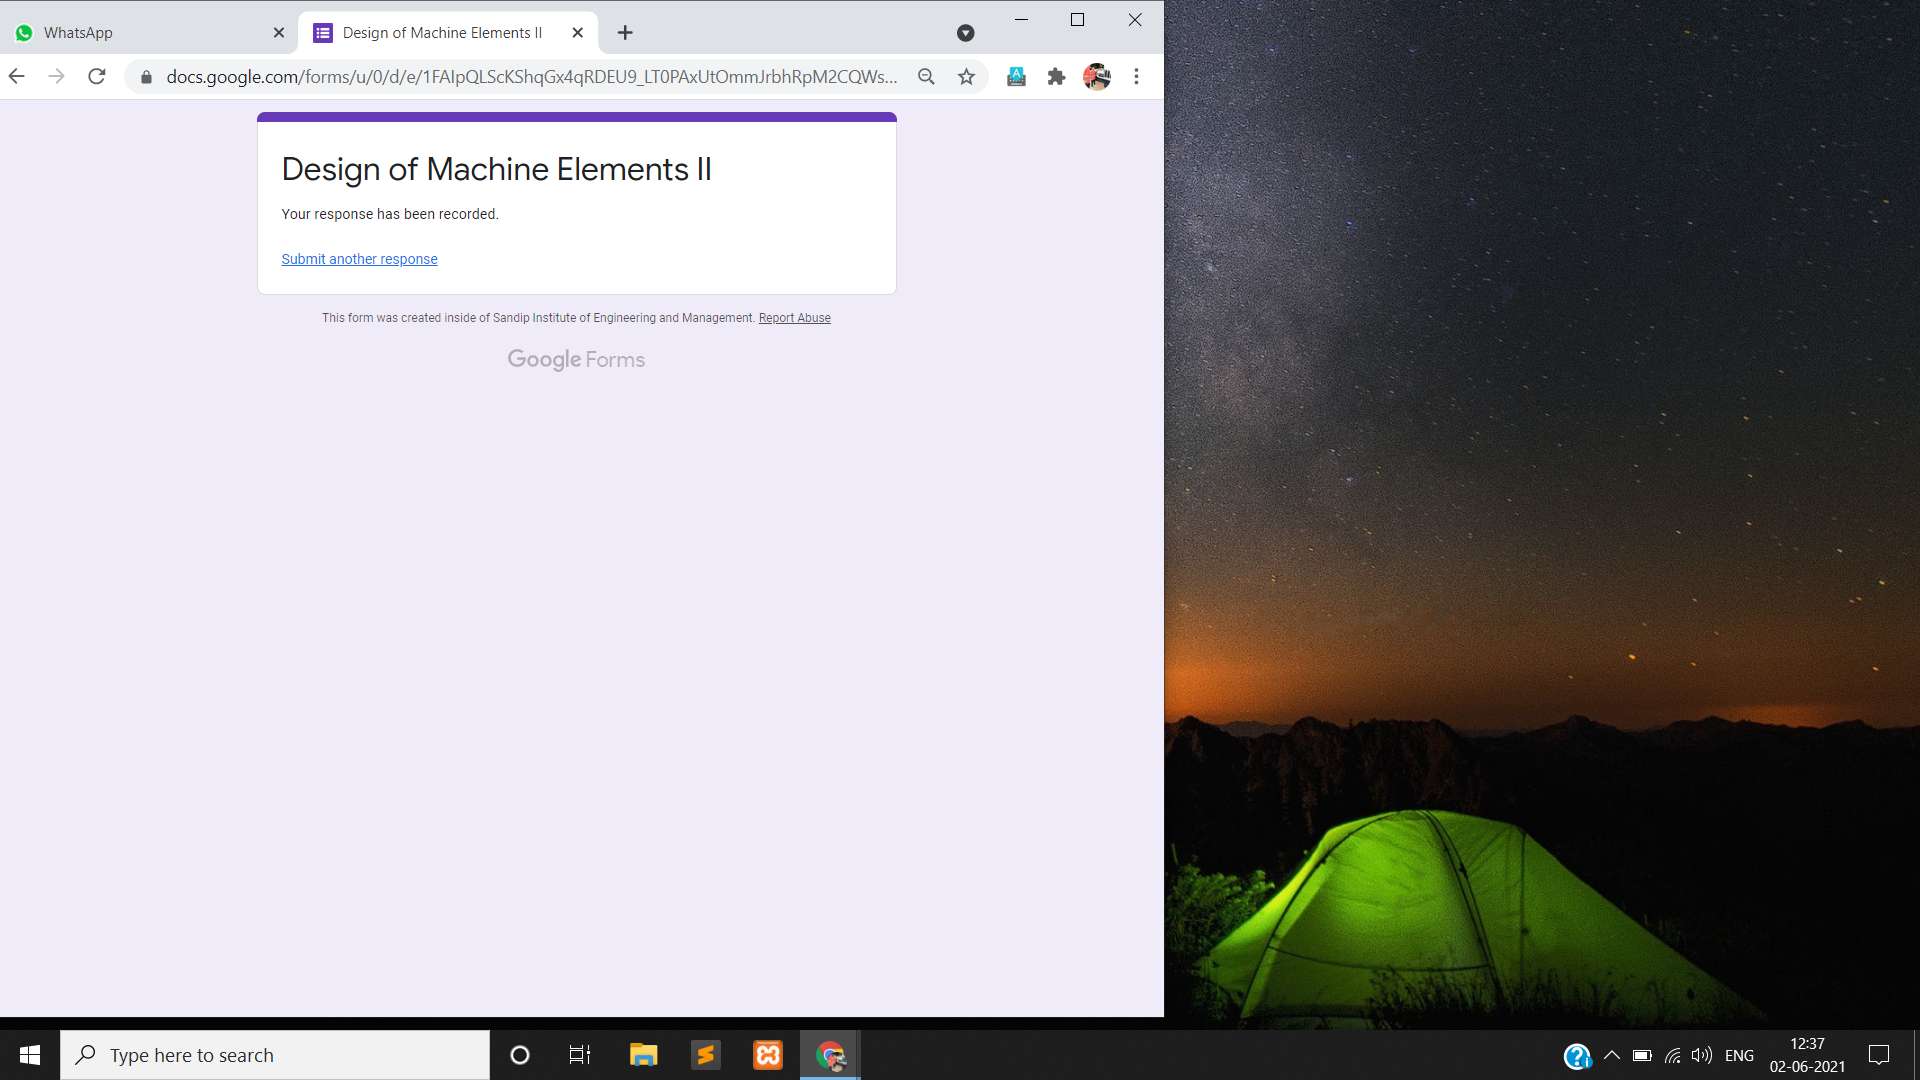 WhatsApp
Design of Machine Elements II
docs.google.com/forms/u/0/d/e/1FAIpQLScKShqGx4qRDEU9_LT0PAxUtOmmJrbhRpM2CQWs...
Design of Machine Elements II
Your response has been recorded.
Submit another response
This form was created inside of Sandip Institute of Engineering and Management. Report Abuse
Google Forms
Type here to search
ENG
12:37
02-06-2021